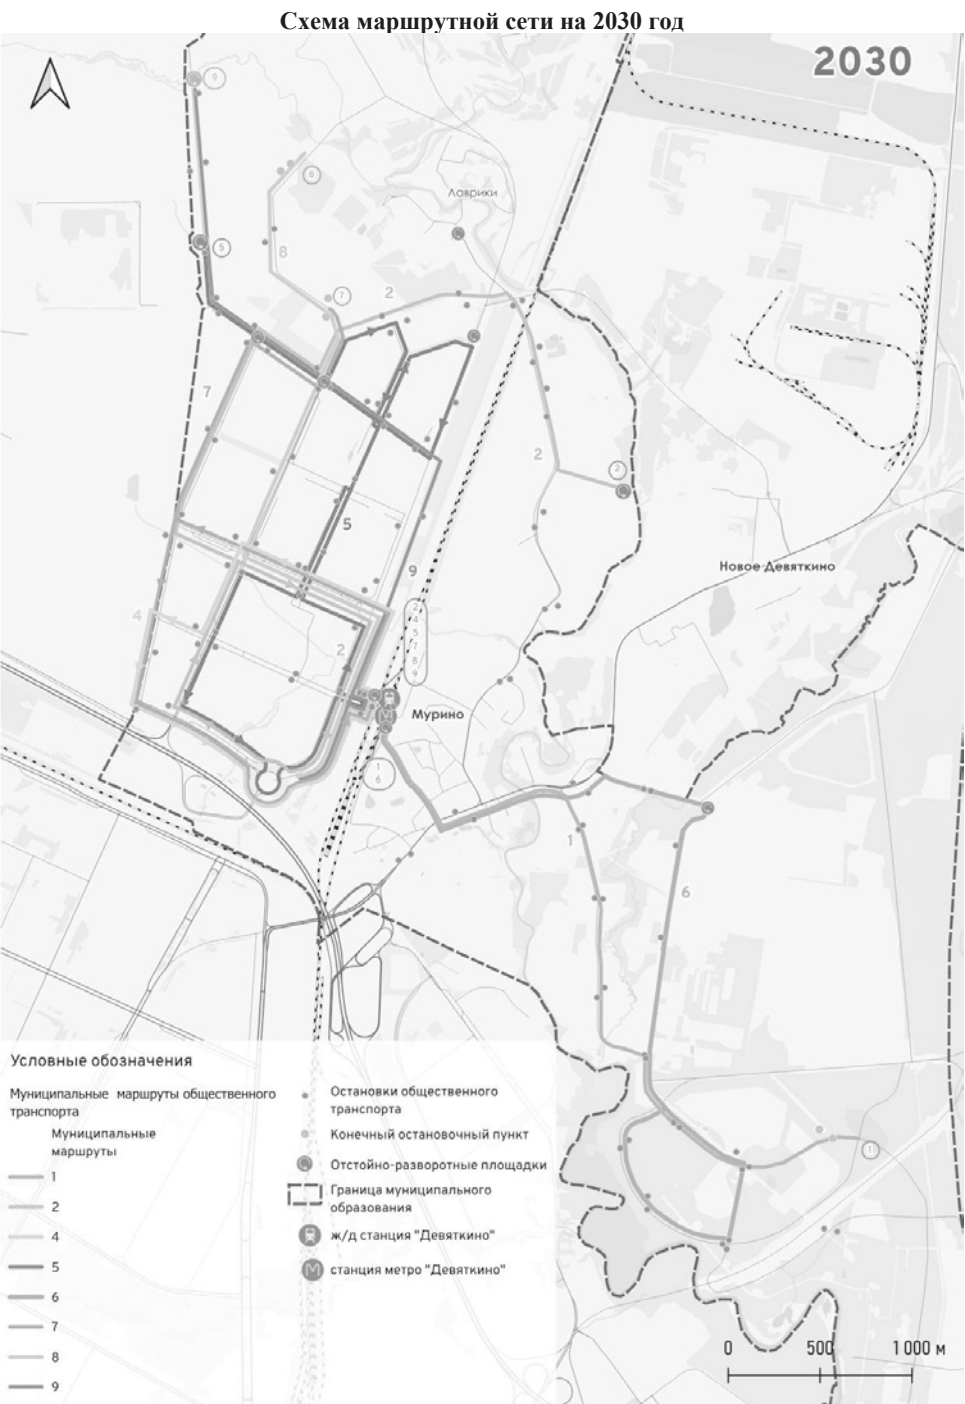 Схема маршрутной сети на 2030 год
2030
9
8
Лаврики
5
8
7
2
7
2
2
5
Новое Девяткино
9
4
2
2
4
5
7
8
9
Мурино
1
6
1
6
1
Условные обозначения
Муниципальные маршруты общественного
транспорта
Муниципальные
маршруты
1
2
4
5
6
7
8
9
Остановки общественного
транспорта
Конечный остановочный пункт
Отстойно-разворотные площадки
Граница муниципального
образования
ж/д станция "Девяткино"
М
станция метро "Девяткино"
0 500 1 000 м